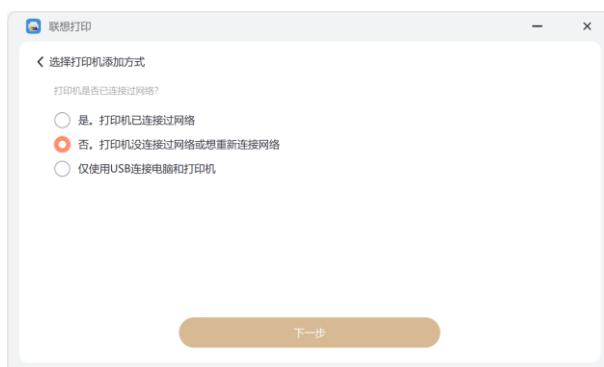 联想打印
选择打印机添加方式
打印机是否已连接过网络?
是。打印机已连接过网络
否。打印机没连接过网络或想重新连接网络
仅使用USB连接电脑和打印机
下一步